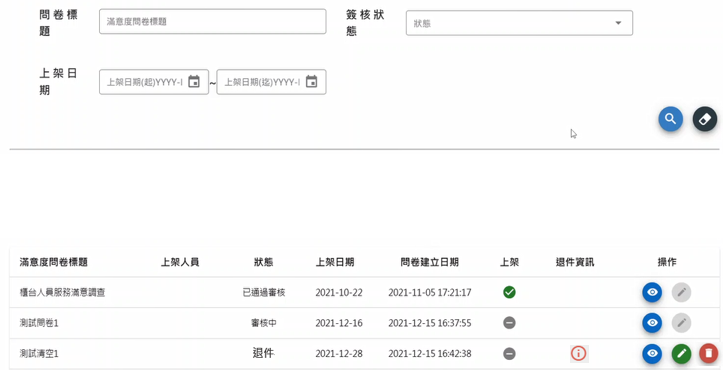 問卷標題
滿意度問卷標題
簽核狀態
狀態
上架日期
上架日期(起)YYYY-I
~
上架日期(迄)YYYY-I
滿意度問卷標題 上架人員 狀態 上架日期 問卷建立日期 上架 退件資訊 操作
櫃台人員服務滿意調查 已通過審核 2021-10-22 2021-11-05 17:21:17
測試問卷1 審核中 2021-12-16 2021-12-15 16:37:55
測試清空1 退件 2021-12-28 2021-12-15 16:42:38